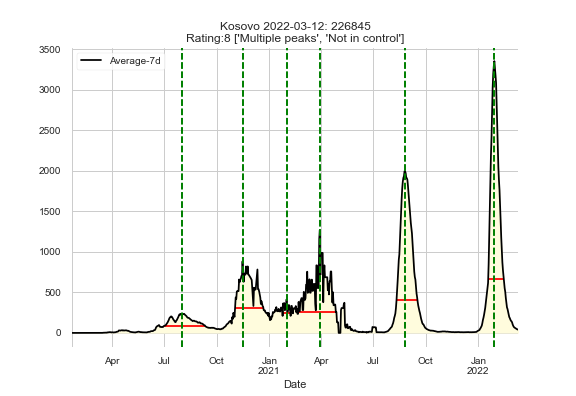 Kosovo 2022-03-12: 226845
Rating:8 ['Multiple peaks', 'Not in control']
Average-7d
3500
3000
2500
2000
1500
1000
500
0
Apr Jul Oct Jan Apr Jul Oct Jan
2021 2022
Date